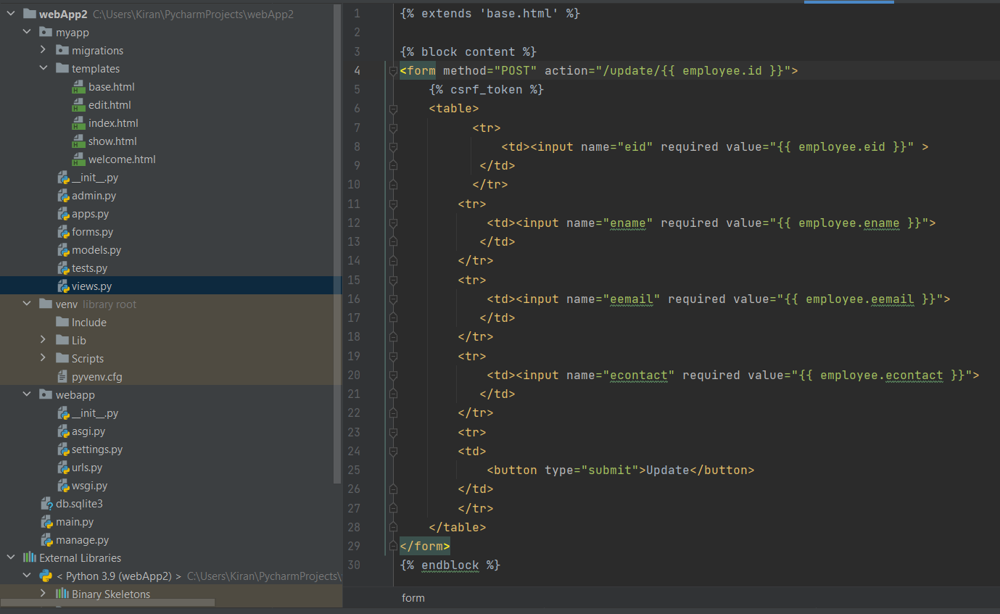 webApp2 C:\Users\Kiran\PycharmProjects\webApp2
myapp
migrations
templates
base.html
edit.html
index.html
show.html
welcome.html
__init__.py
admin.py
apps.py
forms.py
models.py
tests.py
views.py
venv library root
Include
Lib
Scripts
pyvenv.cfg
webapp
__init__.py
asgi.py
settings.py
urls.py
wsgi.py
db.sqlite3
main.py
manage.py
External Libraries
< Python 3.9 (webApp2) > C:\Users\Kiran\PycharmProjects\
Binary Skeletons
1 {% extends 'base.html' %}
2
3 {% block content %}
4 <form method="POST" action="/update/{{ employee.id }}">
5 {% csrf_token %}
6 <table>
7 <tr>
8 <td><input name="eid" required value="{{ employee.eid }}" >
9 </td>
10 </tr>
11 <tr>
12 <td><input name="ename" required value="{{ employee.ename }}">
13 </td>
14 </tr>
15 <tr>
16 <td><input name="eemail" required value="{{ employee.eemail }}">
17 </td>
18 </tr>
19 <tr>
20 <td><input name="econtact" required value="{{ employee.econtact }}">
21 </td>
22 </tr>
23 <tr>
24 <td>
25 <button type="submit">Update</button>
26 </td>
27 </tr>
28 </table>
29 </form>
30 {% endblock %}
form